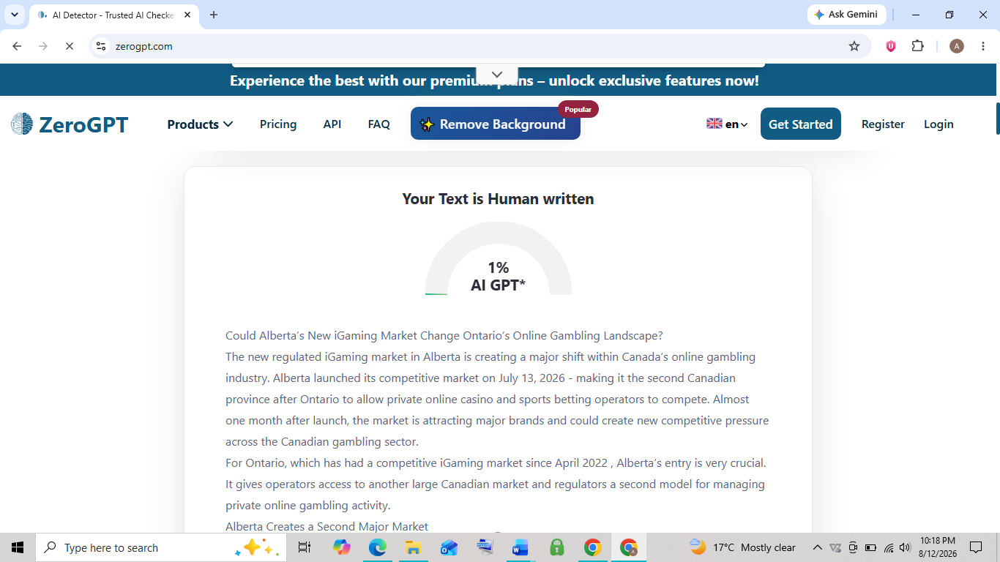 AI Detector - Trusted AI Checke
Ask Gemini
zerogpt.com
A
Experience the best with our premium plans – unlock exclusive features now!
ZeroGPT
Products
Pricing
API
FAQ
Remove Background
Popular
en
Get Started
Register
Login
Your Text is Human written
1%
AI GPT*
Could Alberta's New iGaming Market Change Ontario's Online Gambling Landscape?
The new regulated iGaming market in Alberta is creating a major shift within Canada's online gambling
industry. Alberta launched its competitive market on July 13, 2026 - making it the second Canadian
province after Ontario to allow private online casino and sports betting operators to compete. Almost
one month after launch, the market is attracting major brands and could create new competitive pressure
across the Canadian gambling sector.
For Ontario, which has had a competitive iGaming market since April 2022 , Alberta's entry is very crucial.
It gives operators access to another large Canadian market and regulators a second model for managing
private online gambling activity.
Alberta Creates a Second Major Market
Type here to search
17°C Mostly clear
10:18 PM
8/12/2026